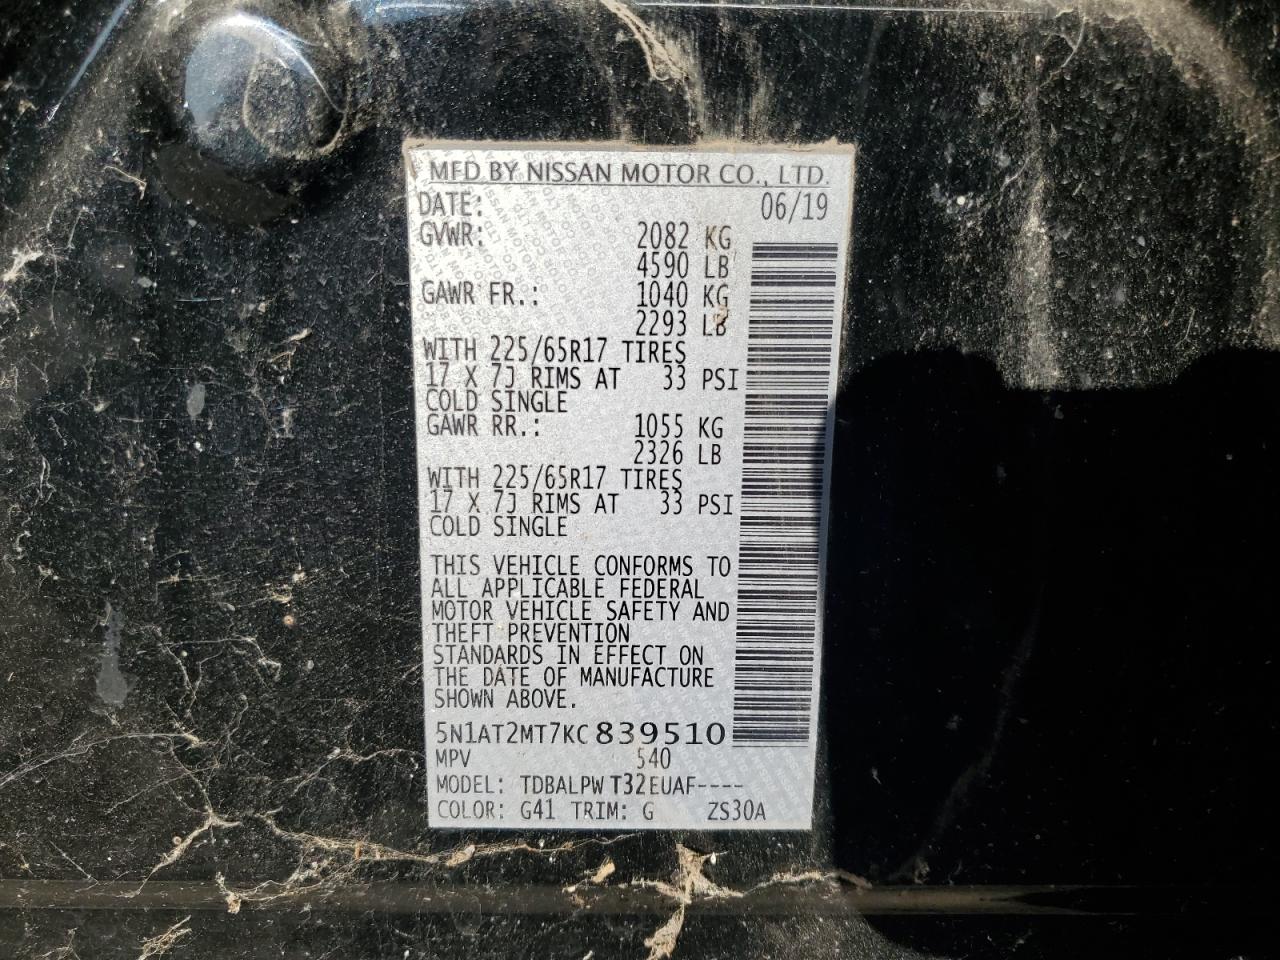 MFD BY NISSAN MOTOR CO., LTD.
DATE: 06/19
GVWR: 2082 KG
4590 LB
GAWR FR.: 1040 KG
2293 LB
WITH 225/65R17 TIRES
17 X 7J RIMS AT 33 PSI
COLD SINGLE
GAWR RR.: 1055 KG
2326 LB
WITH 225/65R17 TIRES
17 X 7J RIMS AT 33 PSI
COLD SINGLE
THIS VEHICLE CONFORMS TO
ALL APPLICABLE FEDERAL
MOTOR VEHICLE SAFETY AND
THEFT PREVENTION
STANDARDS IN EFFECT ON
THE DATE OF MANUFACTURE
SHOWN ABOVE.
5N1AT2MT7KC839510
MPV 540
MODEL: TDBALPW T32EUAF----
COLOR: G41 TRIM: G ZS30A